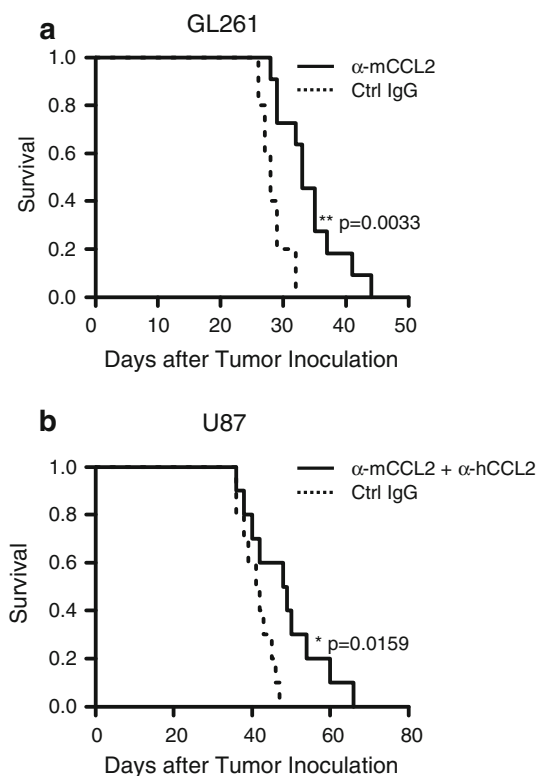 a
GL261
α-mCCL2
Ctrl IgG
1.0
0.8
0.6
0.4
0.2
0.0
Survival
** p=0.0033
0 10 20 30 40 50
Days after Tumor Inoculation
b
U87
α-mCCL2 + α-hCCL2
Ctrl IgG
1.0
0.8
0.6
0.4
0.2
0.0
Survival
* p=0.0159
0 20 40 60 80
Days after Tumor Inoculation